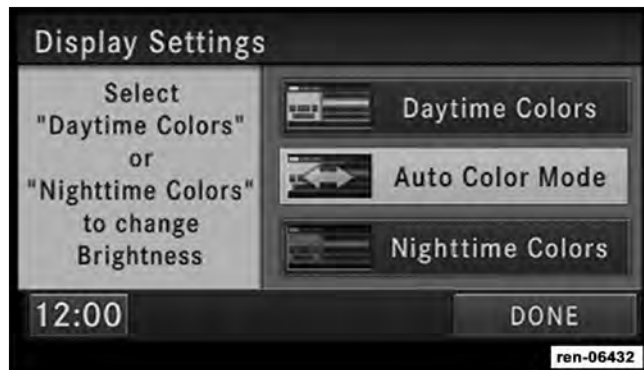 Display Settings
Select
"Daytime Colors"
or
"Nighttime Colors"
to change
Brightness
Daytime Colors
Auto Color Mode
Nighttime Colors
12:00
DONE
ren-06432